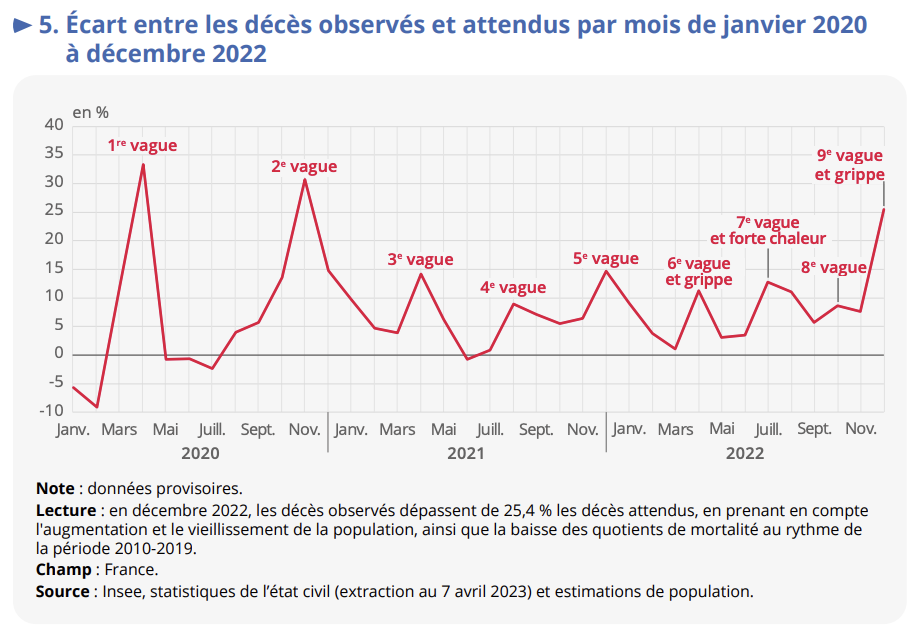 ► 5. Écart entre les décès observés et attendus par mois de janvier 2020
à décembre 2022
en %
40
35
30
25
20
15
10
5
0
-5
-10
1re vague
2e vague
3e vague
4e vague
5e vague
6e vague
et grippe
7e vague
et forte chaleur
8e vague
9e vague
et grippe
Janv. Mars Mai Juill. Sept. Nov. Janv. Mars Mai Juill. Sept. Nov. Janv. Mars Mai Juill. Sept. Nov.
2020 2021 2022
Note : données provisoires.
Lecture : en décembre 2022, les décès observés dépassent de 25,4 % les décès attendus, en prenant en compte
l'augmentation et le vieillissement de la population, ainsi que la baisse des quotients de mortalité au rythme de
la période 2010-2019.
Champ : France.
Source : Insee, statistiques de l’état civil (extraction au 7 avril 2023) et estimations de population.